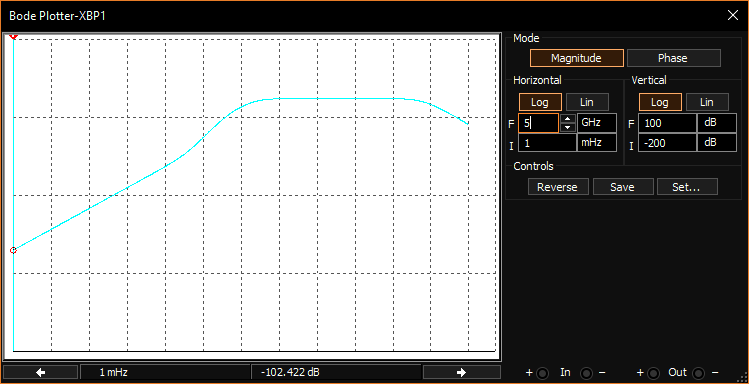 Bode Plotter-XBP1
Mode
Magnitude Phase
Horizontal Vertical
Log Lin Log Lin
F 5 GHz F 100 dB
I 1 mHz I -200 dB
Controls
Reverse Save Set...
1 mHz -102.422 dB
+ In − + Out −